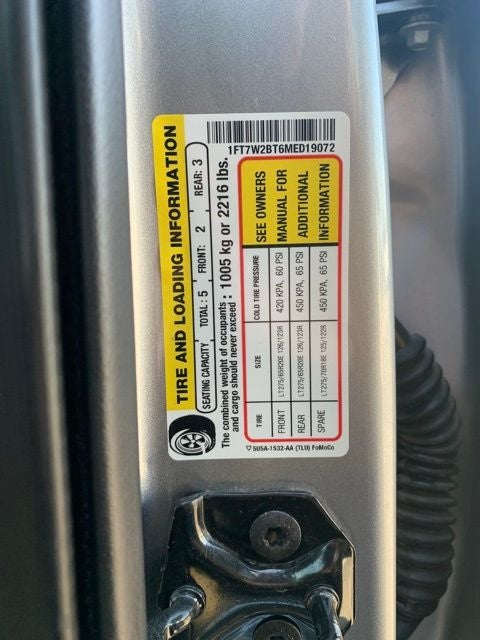 1FT7W2BT6MED19072
TIRE AND LOADING INFORMATION
SEATING CAPACITY TOTAL: 5 FRONT: 2 REAR: 3
The combined weight of occupants
and cargo should never exceed : 1005 kg or 2216 lbs.
TIRE SIZE COLD TIRE PRESSURE SEE OWNERS
FRONT LT275/65R20E 126/123R 420 KPA, 60 PSI MANUAL FOR
REAR LT275/65R20E 126/123R 450 KPA, 65 PSI ADDITIONAL
SPARE LT275/70R18E 125/122R 450 KPA, 65 PSI INFORMATION
5U5A-1532-AA (TLU) FoMoCo